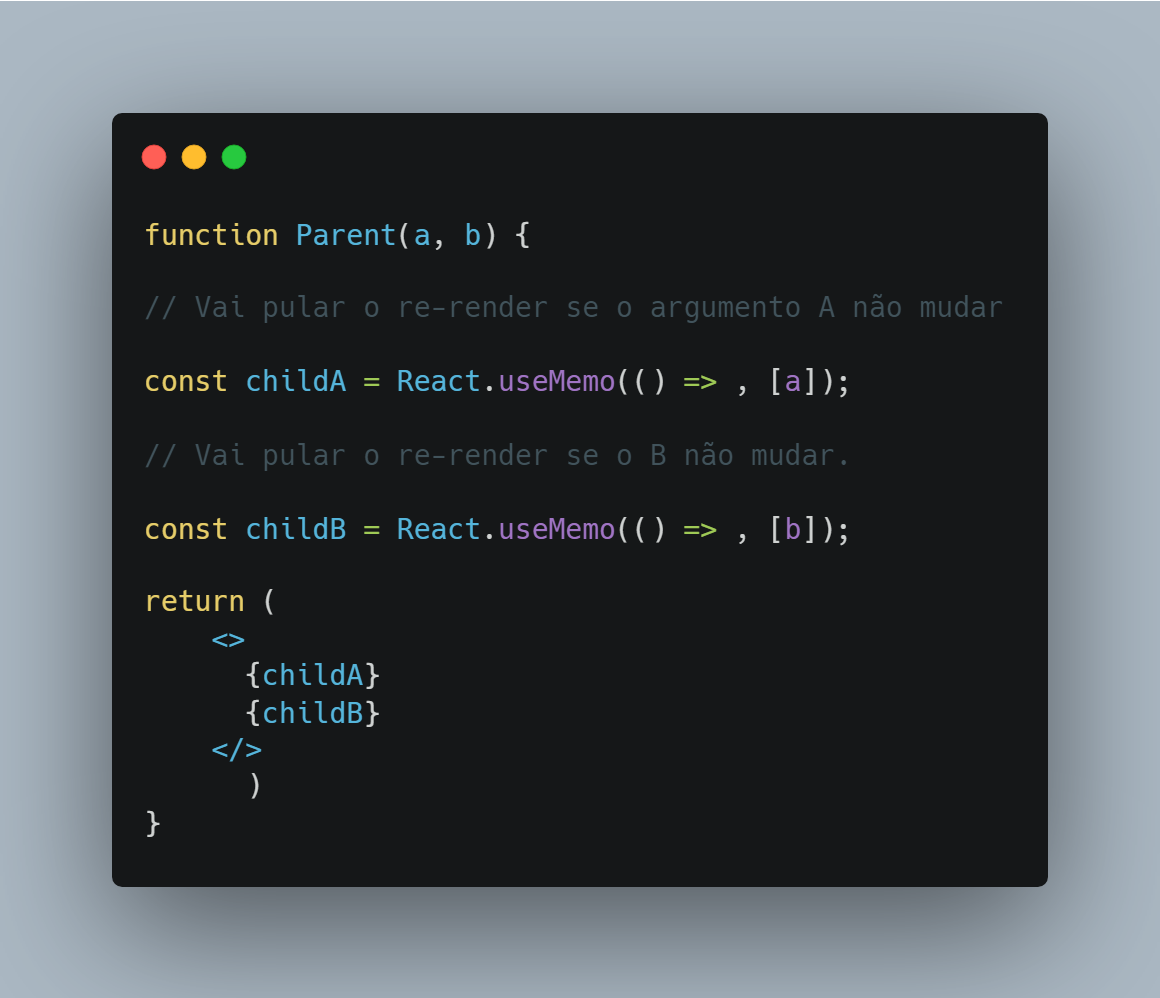 function Parent(a, b) {
// Vai pular o re-render se o argumento A não mudar
const childA = React.useMemo(() => , [a]);
// Vai pular o re-render se o B não mudar.
const childB = React.useMemo(() => , [b]);
return (
<>
{childA}
{childB}
</>
)
}